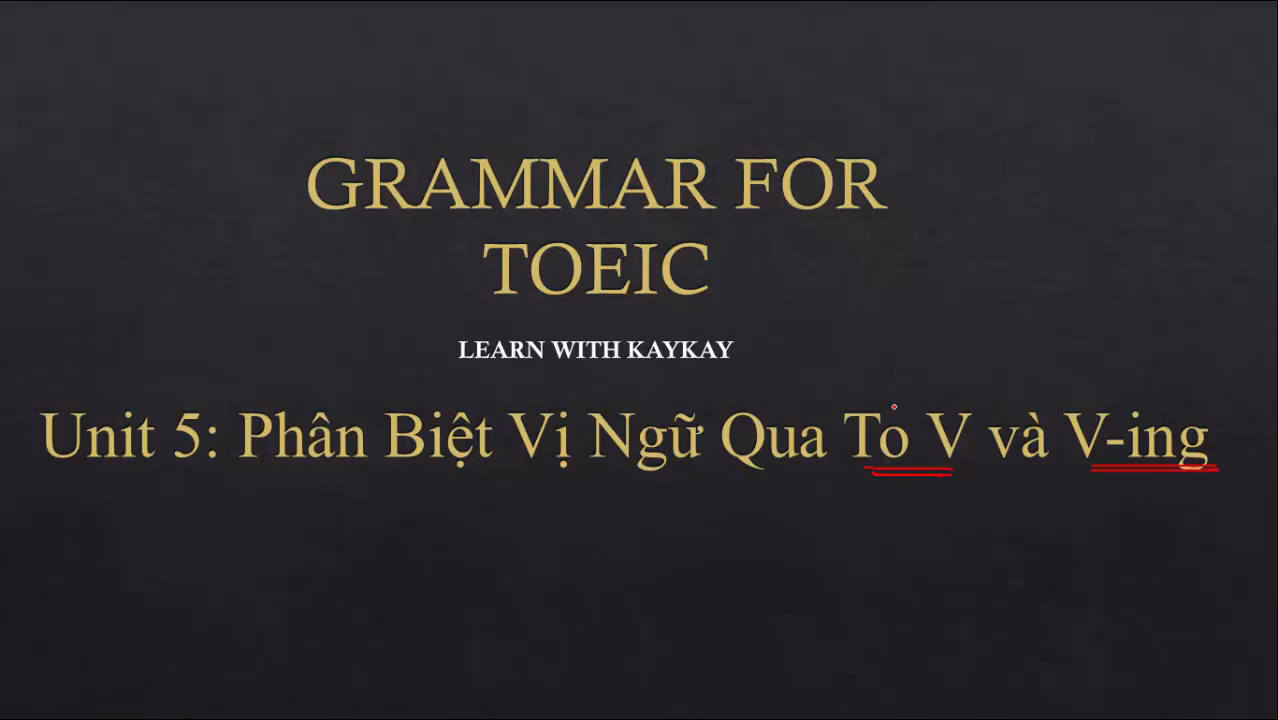 GRAMMAR FOR
TOEIC
LEARN WITH KAYKAY
Unit 5: Phân Biệt Vị Ngữ Qua To V và V-ing